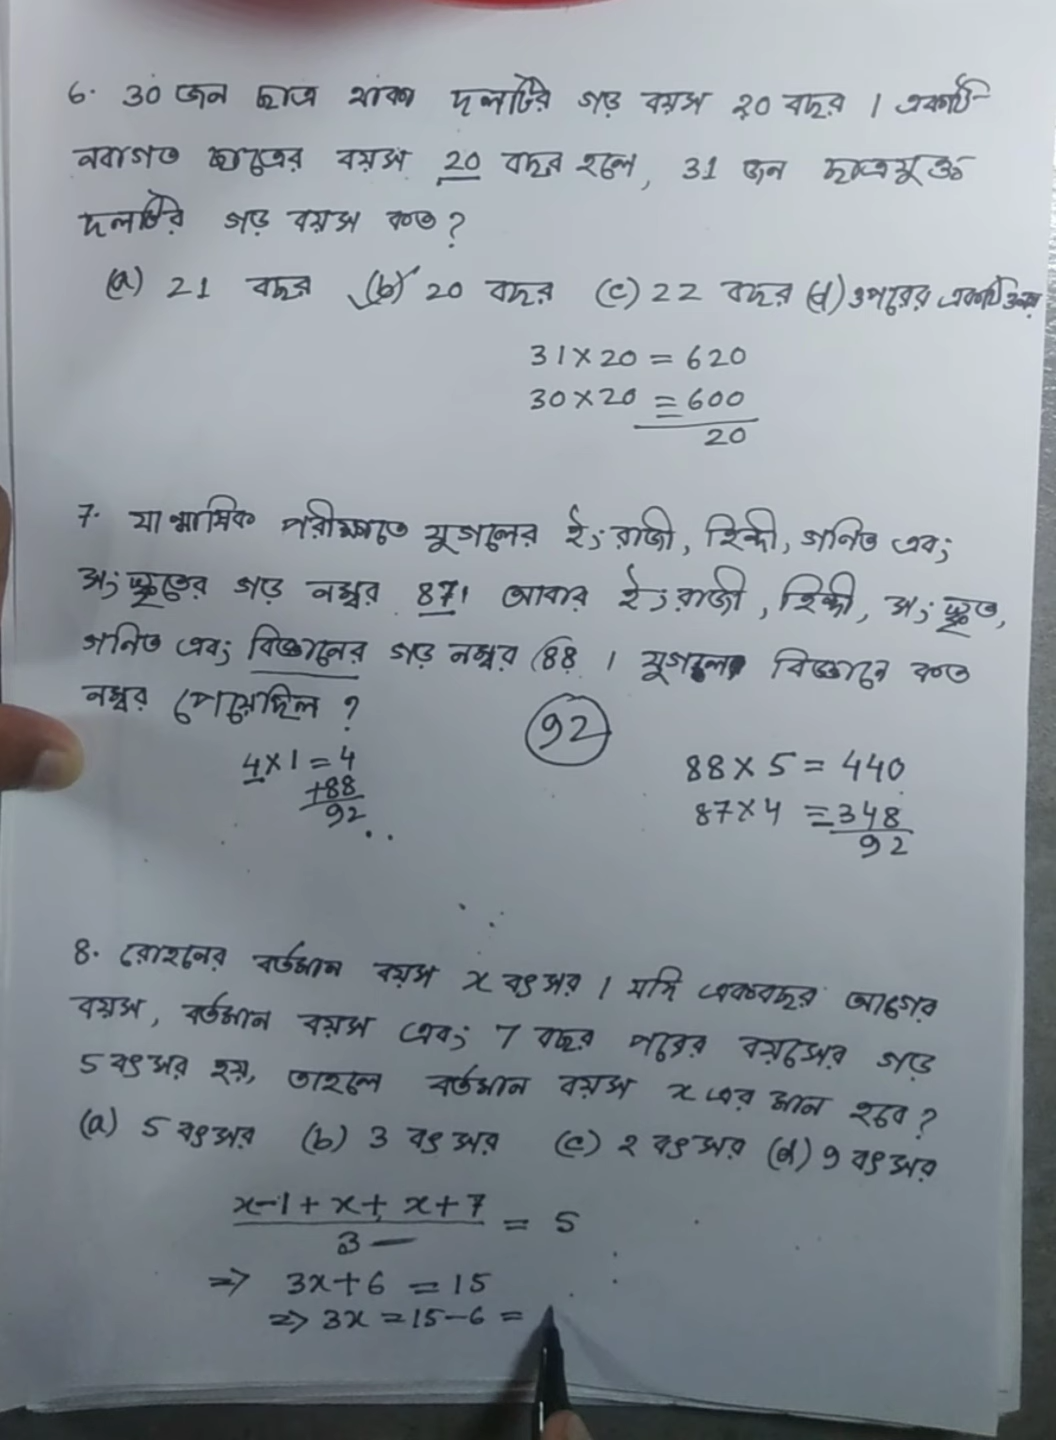 6. 30 জন ছাত্র থাকা দলটির গড় বয়স 20 বছর । একটি
নবাগত ছাত্রের বয়স 20 বছর হলে, 31 জন ছাত্রযুক্ত
দলটির গড় বয়স কত?
(a) 21 বছর (b) 20 বছর (c) 22 বছর (d) ওপরের একটিও নয়
31×20 = 620
30×20 = 600
20
7. ষাণ্মাসিক পরীক্ষাতে যুগলের ইংরাজী, হিন্দী, গনিত এবং
সংস্কৃতের গড় নম্বর 87। আবার ইংরাজী, হিন্দী, সংস্কৃত,
গনিত এবং বিজ্ঞানের গড় নম্বর 88 । যুগলের বিজ্ঞানে কত
নম্বর পেয়েছিল ?
92
4×1 = 4
+88
92
88×5 = 440
87×4 = 348
92
8. রোহনের বর্তমান বয়স x বৎসর । যদি একবছর আগের
বয়স, বর্তমান বয়স এবং 7 বছর পরের বয়সের গড়
5 বৎসর হয়, তাহলে বর্তমান বয়স x এর মান হবে?
(a) 5 বৎসর (b) 3 বৎসর (c) 2 বৎসর (d) 9 বৎসর
x-1 + x + x+7 = 5
3
=> 3x+6 = 15
=> 3x = 15-6 =